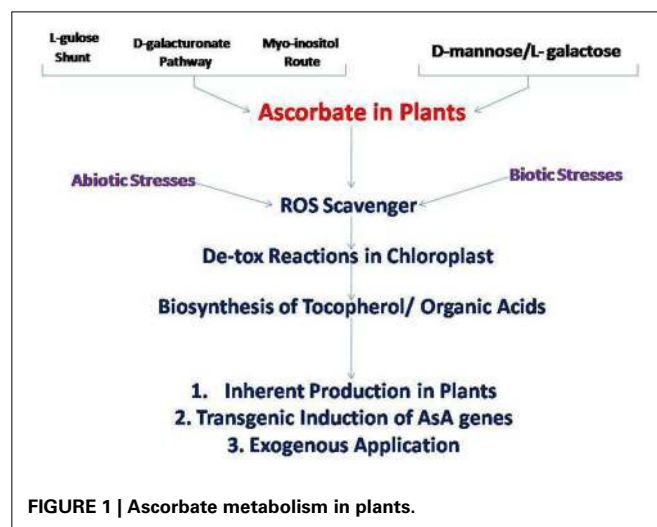 L-gulose Shunt
D-galacturonate Pathway
Myo-inositol Route
D-mannose/L-galactose
Ascorbate in Plants
Abiotic Stresses
Biotic Stresses
ROS Scavenger
De-tox Reactions in Chloroplast
Biosynthesis of Tocopherol/ Organic Acids
1. Inherent Production in Plants
2. Transgenic Induction of AsA genes
3. Exogenous Application
FIGURE 1 | Ascorbate metabolism in plants.